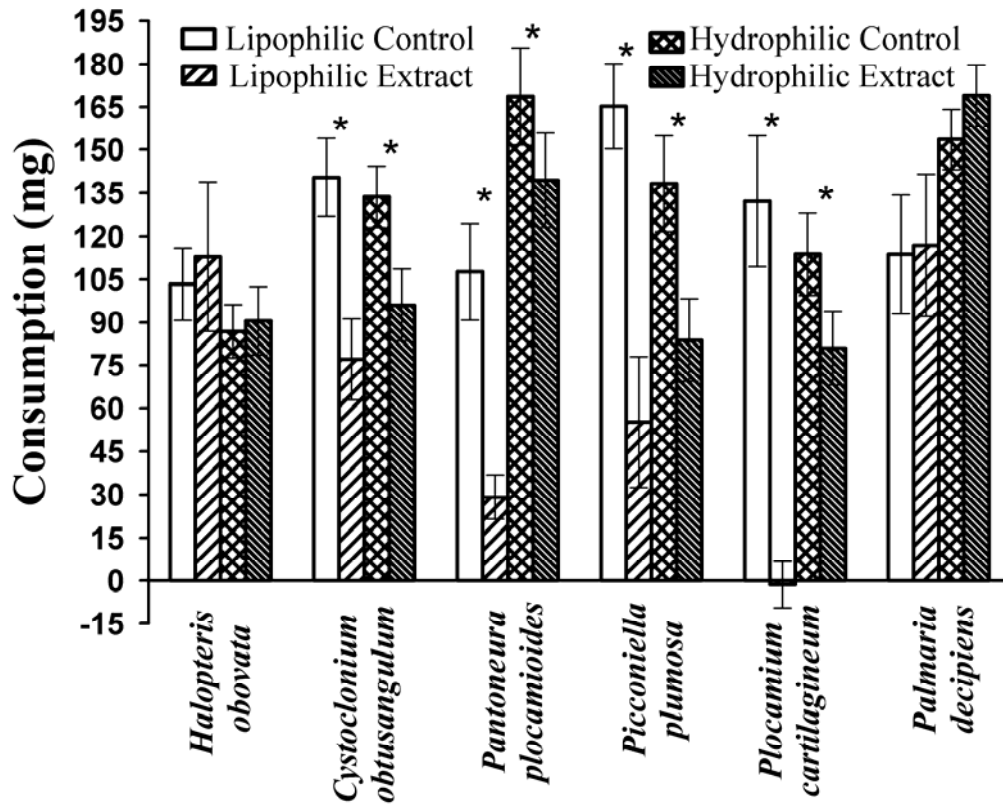 195
180
165
150
135
120
105
90
75
60
45
30
15
0
-15
Consumption (mg)
Lipophilic Control
Lipophilic Extract
Hydrophilic Control
Hydrophilic Extract
*
*
*
*
*
*
*
*
Halopteris
obovata
Cystoclonium
obtusangulum
Pantoneura
plocamioides
Picconiella
plumosa
Plocamium
cartilagineum
Palmaria
decipiens